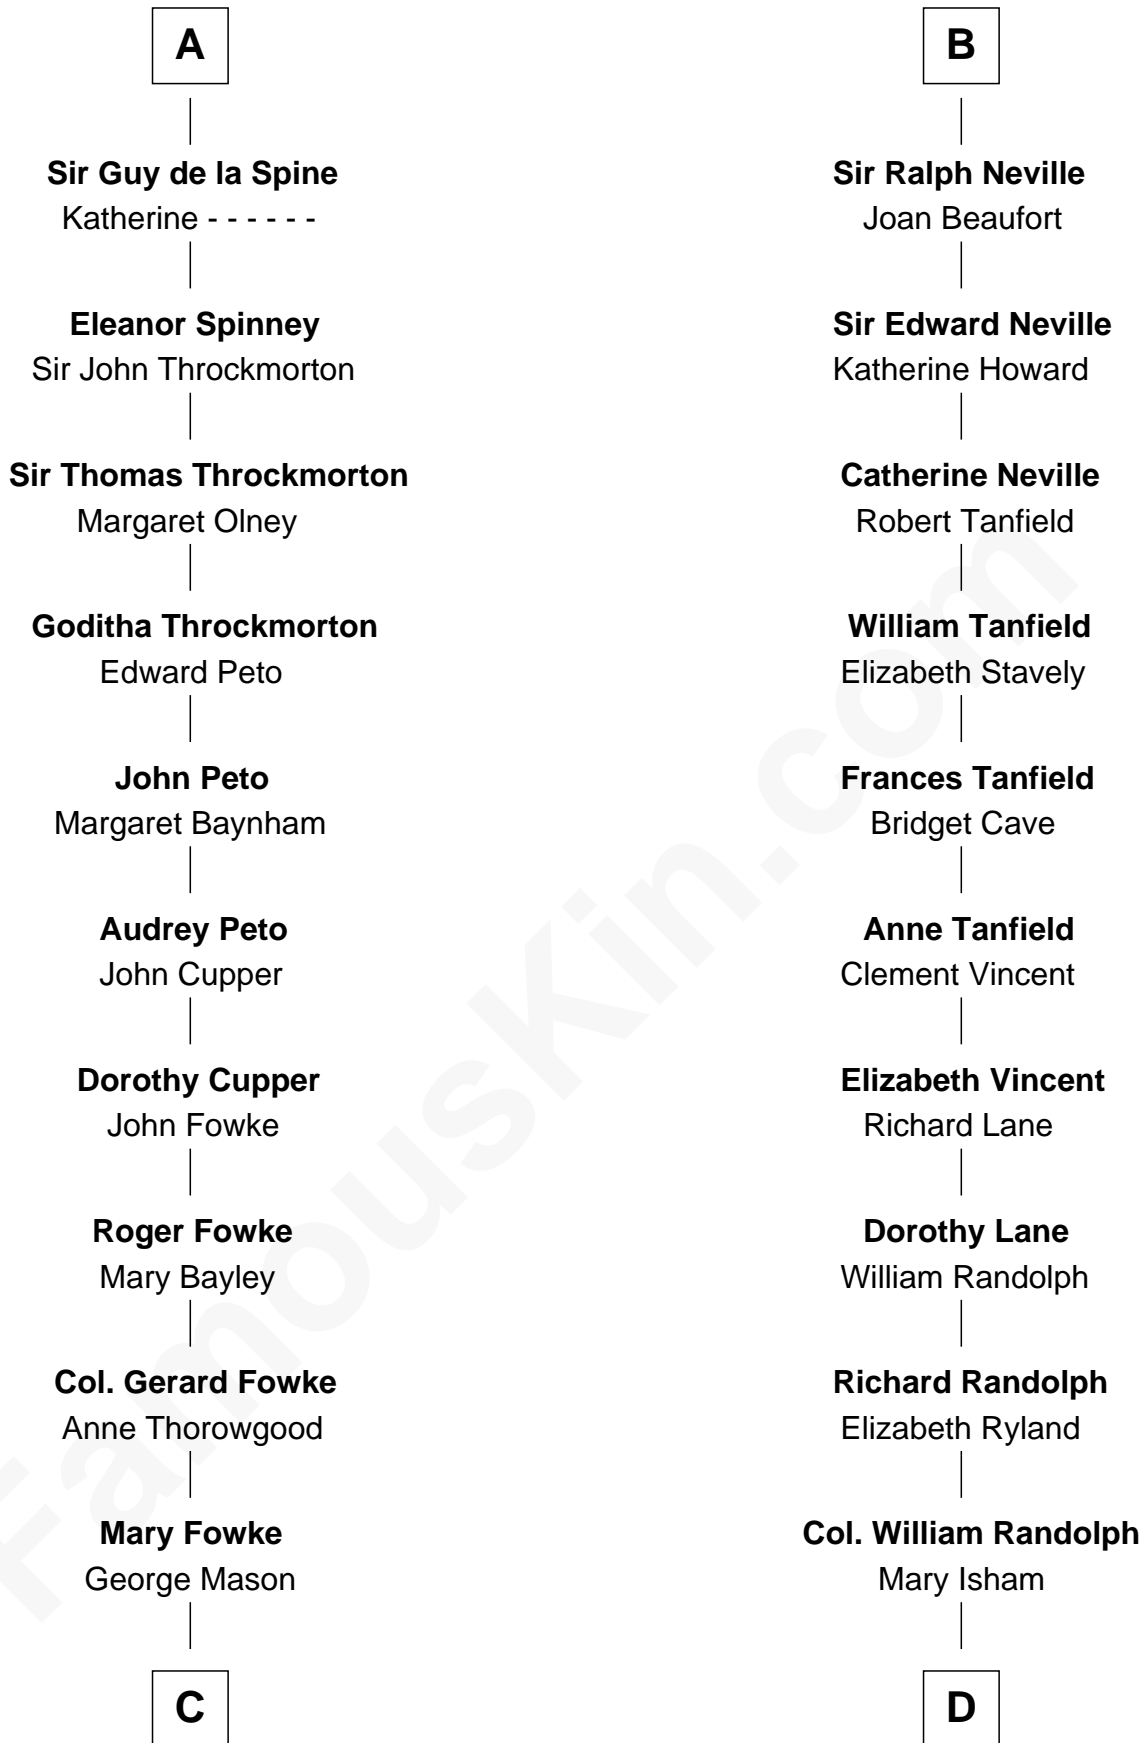 A
Sir Guy de la Spine
Katherine - - - - - -
Eleanor Spinney
Sir John Throckmorton
Sir Thomas Throckmorton
Margaret Olney
Goditha Throckmorton
Edward Peto
John Peto
Margaret Baynham
Audrey Peto
John Cupper
Dorothy Cupper
John Fowke
Roger Fowke
Mary Bayley
Col. Gerard Fowke
Anne Thorowgood
Mary Fowke
George Mason
C
B
Sir Ralph Neville
Joan Beaufort
Sir Edward Neville
Katherine Howard
Catherine Neville
Robert Tanfield
William Tanfield
Elizabeth Stavely
Frances Tanfield
Bridget Cave
Anne Tanfield
Clement Vincent
Elizabeth Vincent
Richard Lane
Dorothy Lane
William Randolph
Richard Randolph
Elizabeth Ryland
Col. William Randolph
Mary Isham
D
FamousKin.com